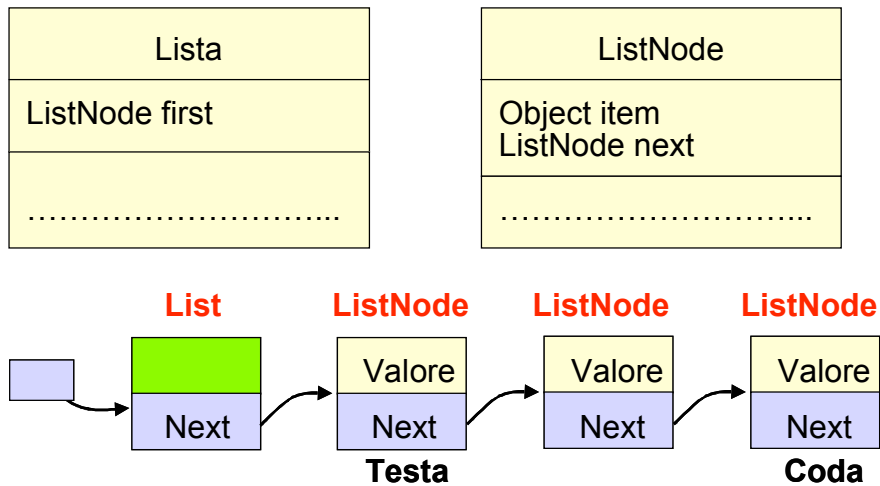 Lista
ListNode first
………………………….. 
ListNode
Object item
ListNode next
…………………………..
List
ListNode
ListNode
ListNode
Valore
Valore
Valore
Next
Next
Next
Next
Testa
Coda